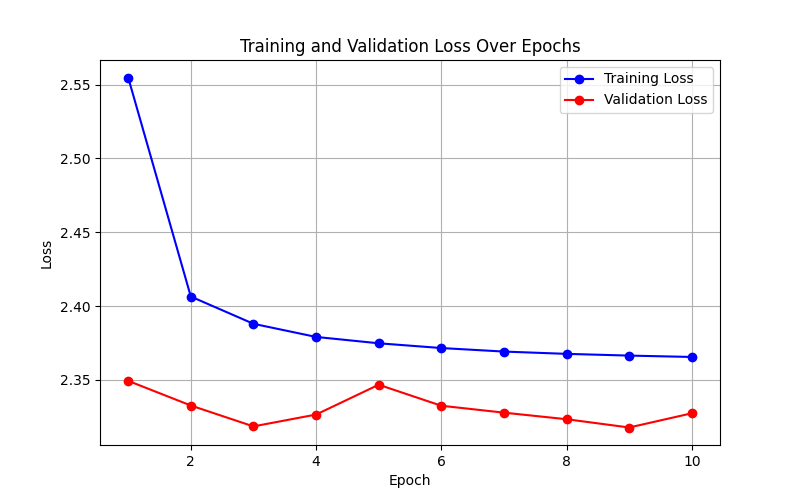 Training and Validation Loss Over Epochs
Training Loss
Validation Loss
Loss
2.55
2.50
2.45
2.40
2.35
2
4
6
8
10
Epoch